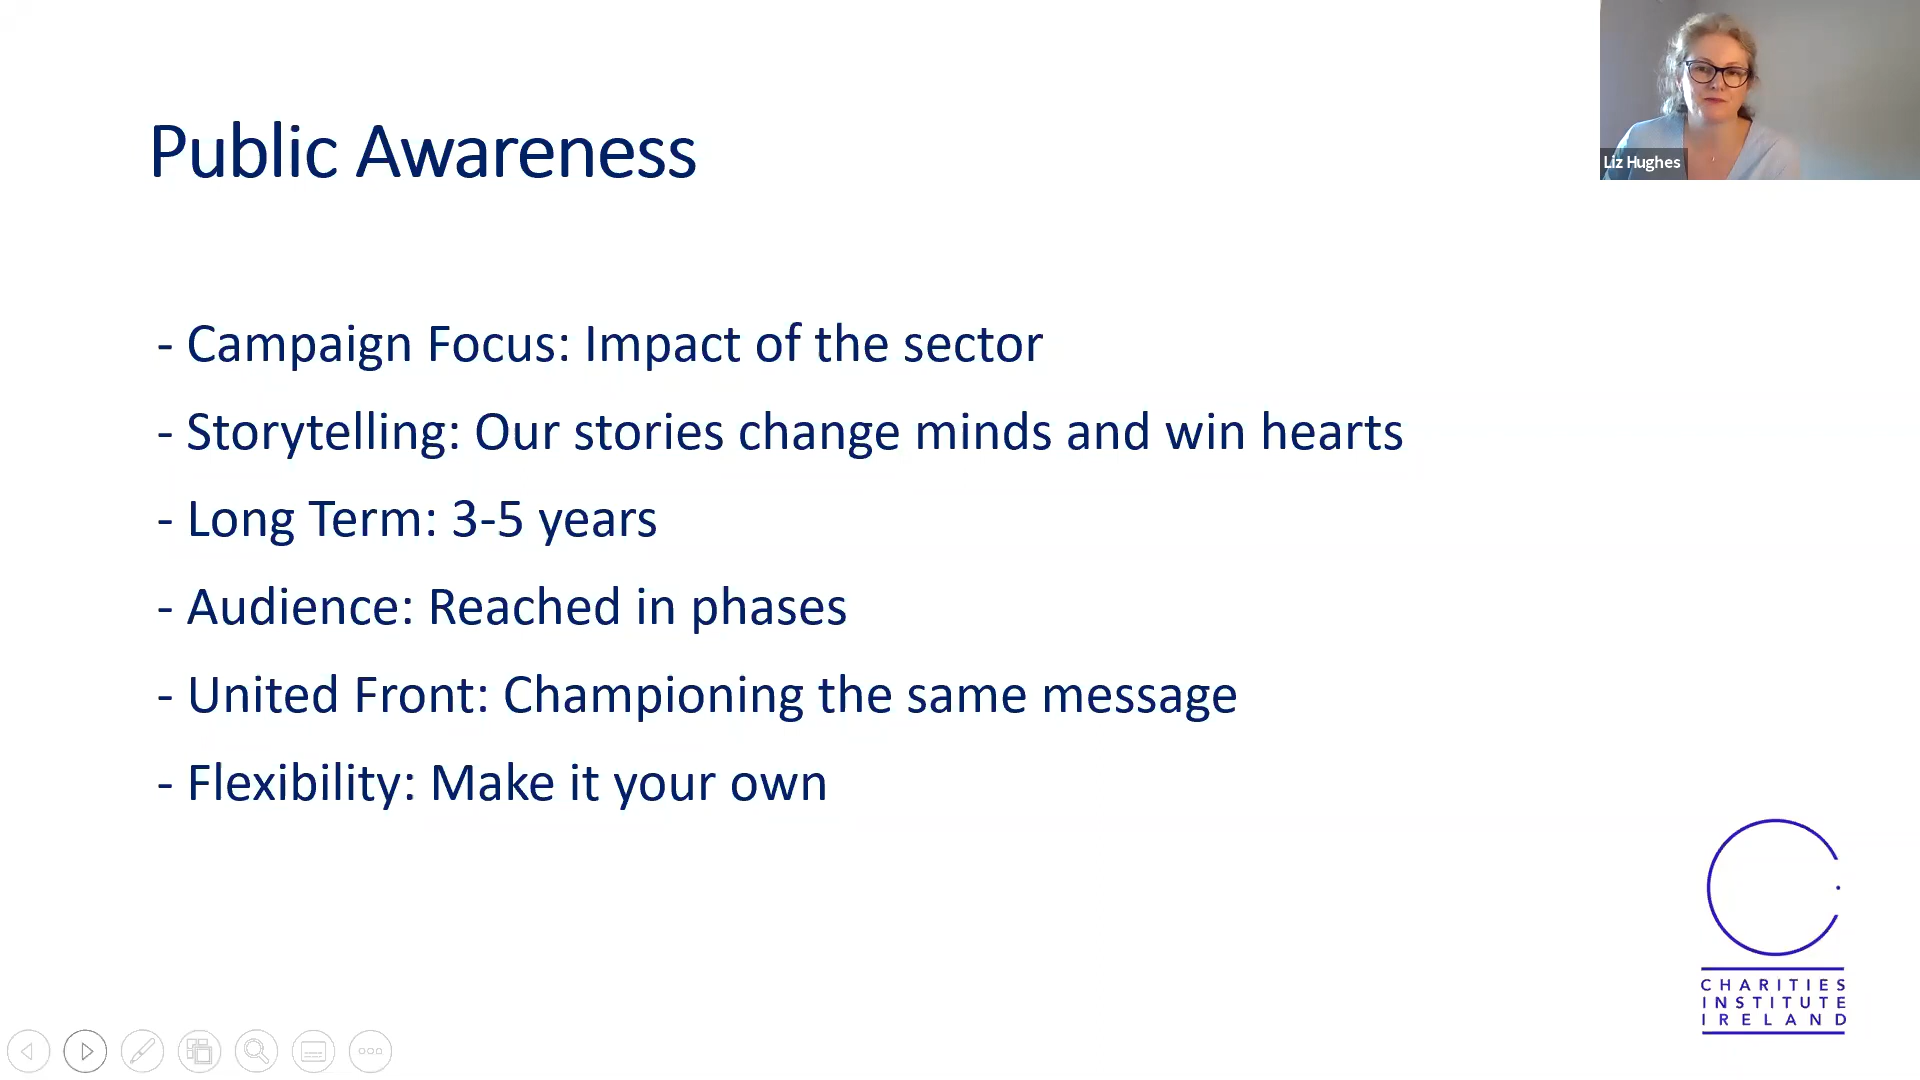 Public Awareness
Liz Hughes
- Campaign Focus: Impact of the sector
- Storytelling: Our stories change minds and win hearts
- Long Term: 3-5 years
- Audience: Reached in phases
- United Front: Championing the same message
- Flexibility: Make it your own
CHARITIES
INSTITUTE
IRELAND